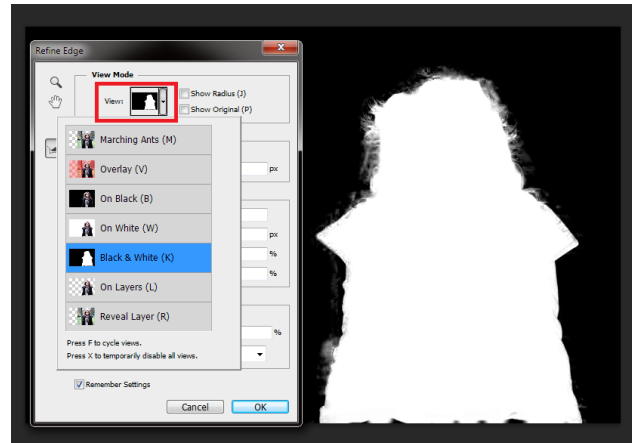 Refine Edge
View Mode
View:
Show Radius (J)
Show Original (P)
Marching Ants (M)
Overlay (V)
px
On Black (B)
On White (W)
px
Black & White (K)
%
%
On Layers (L)
Reveal Layer (R)
%
Press F to cycle views.
Press X to temporarily disable all views.
Remember Settings
Cancel
OK